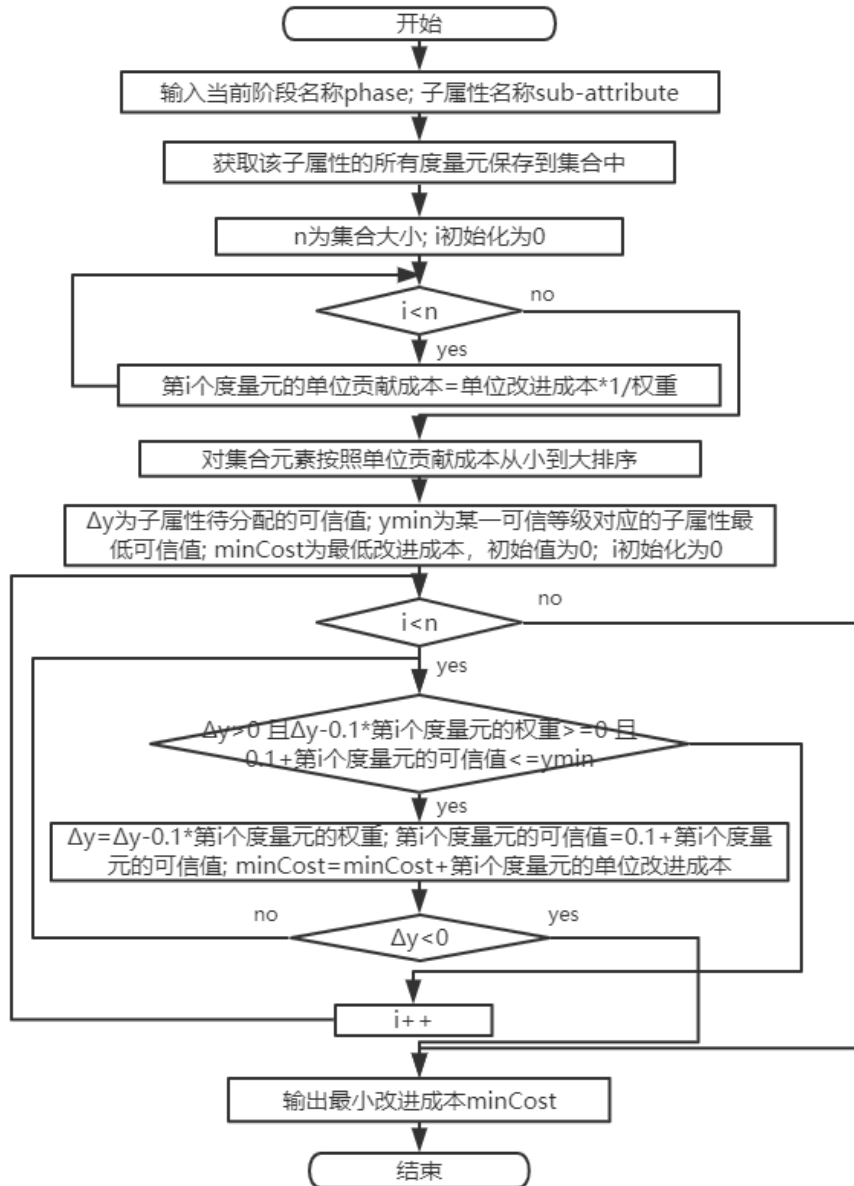 开始
输入当前阶段名称phase; 子属性名称sub-attribute
获取该子属性的所有度量元保存到集合中
n为集合大小; i初始化为0
i<n
no
yes
第i个度量元的单位贡献成本=单位改进成本*1/权重
对集合元素按照单位贡献成本从小到大排序
Δy为子属性待分配的可信值; ymin为某一可信等级对应的子属性最
低可信值; minCost为最低改进成本，初始值为0; i初始化为0
i<n
no
yes
Δy>0 且Δy-0.1*第i个度量元的权重>=0 且
0.1+第i个度量元的可信值<=ymin
yes
Δy=Δy-0.1*第i个度量元的权重; 第i个度量元的可信值=0.1+第i个度量
元的可信值; minCost=minCost+第i个度量元的单位改进成本
no
Δy<0
yes
i++
输出最小改进成本minCost
结束